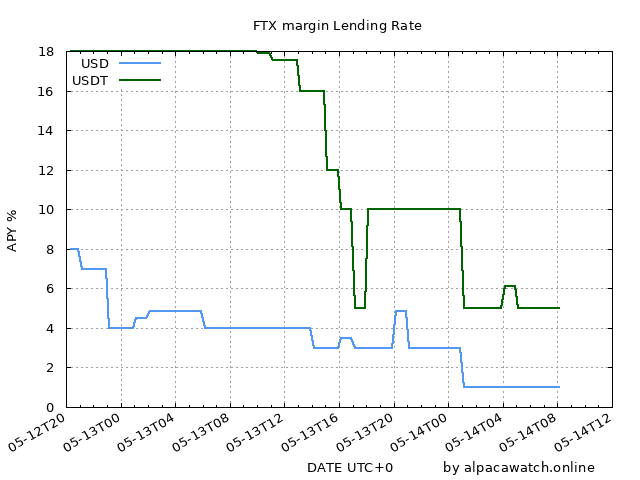 FTX margin Lending Rate
18
USD
USDT
16
14
12
10
8
6
4
2
0
APY %
05-12T20
05-13T00
05-13T04
05-13T08
05-13T12
05-13T16
05-13T20
05-14T00
05-14T04
05-14T08
05-14T12
DATE UTC+0
by alpacawatch.online